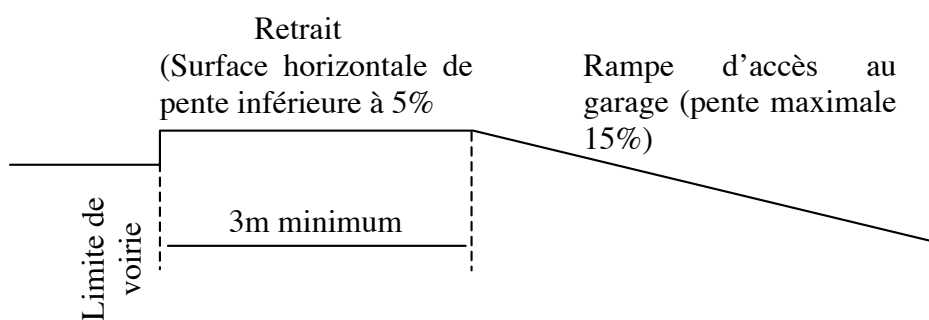 Retrait
(Surface horizontale de
pente inférieure à 5%
Rampe d’accès au
garage (pente maximale
15%)
3m minimum
Limite de
voirie